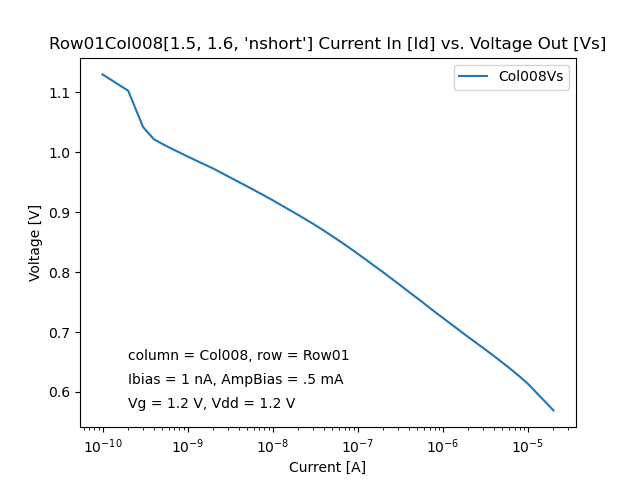 Row01Col008[1.5, 1.6, 'nshort'] Current In [Id] vs. Voltage Out [Vs]
Col008Vs
1.1
1.0
0.9
0.8
0.7
0.6
Voltage [V]
column = Col008, row = Row01
Ibias = 1 nA, AmpBias = .5 mA
Vg = 1.2 V, Vdd = 1.2 V
10⁻¹⁰ 10⁻⁹ 10⁻⁸ 10⁻⁷ 10⁻⁶ 10⁻⁵
Current [A]